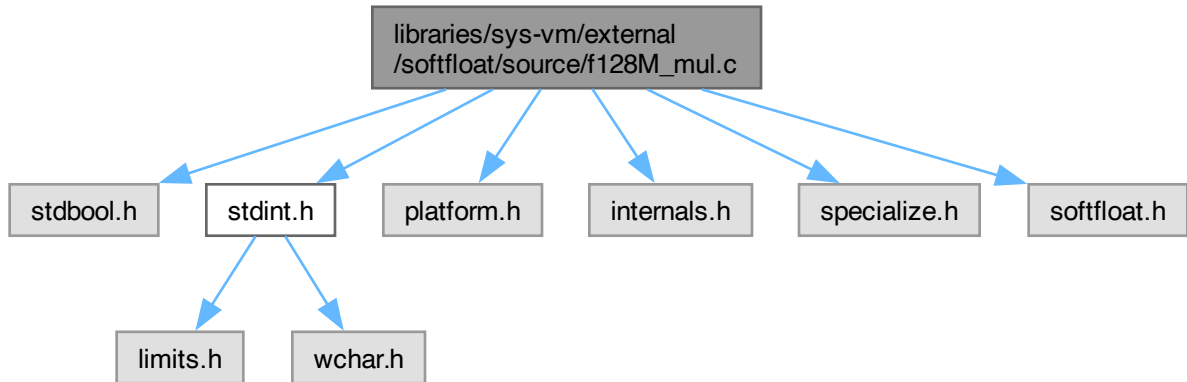 libraries/sys-vm/external
/softfloat/source/f128M_mul.c
stdbool.h
stdint.h
platform.h
internals.h
specialize.h
softfloat.h
limits.h
wchar.h